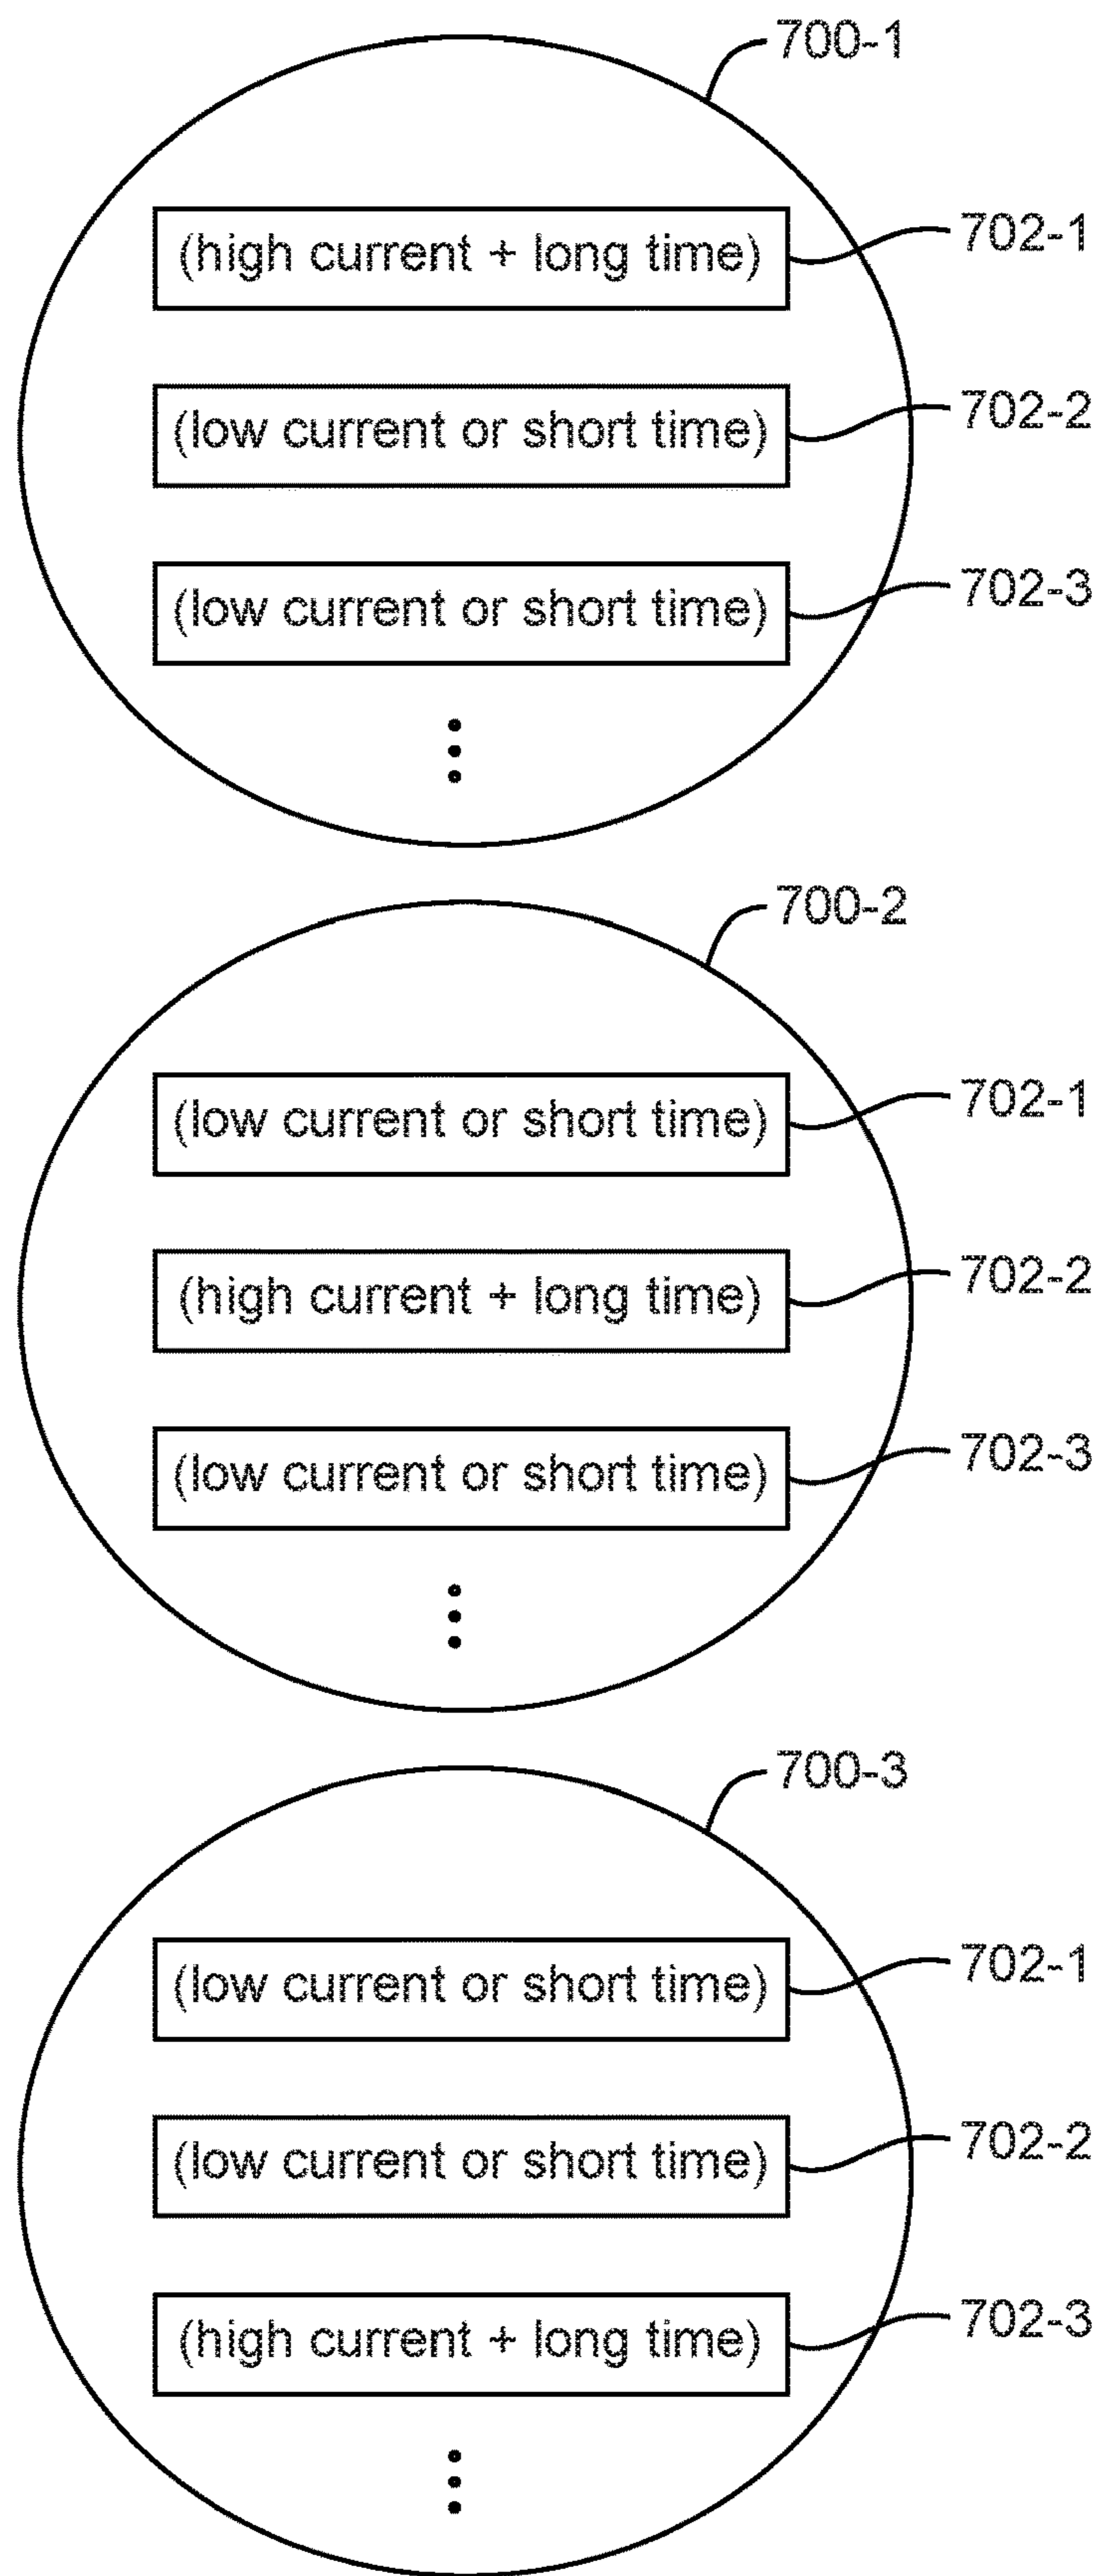 700-1
(high current + long time)
702-1
(low current or short time)
702-2
(low current or short time)
702-3
700-2
(low current or short time)
702-1
(high current + long time)
702-2
(low current or short time)
702-3
700-3
(low current or short time)
702-1
(low current or short time)
702-2
(high current + long time)
702-3